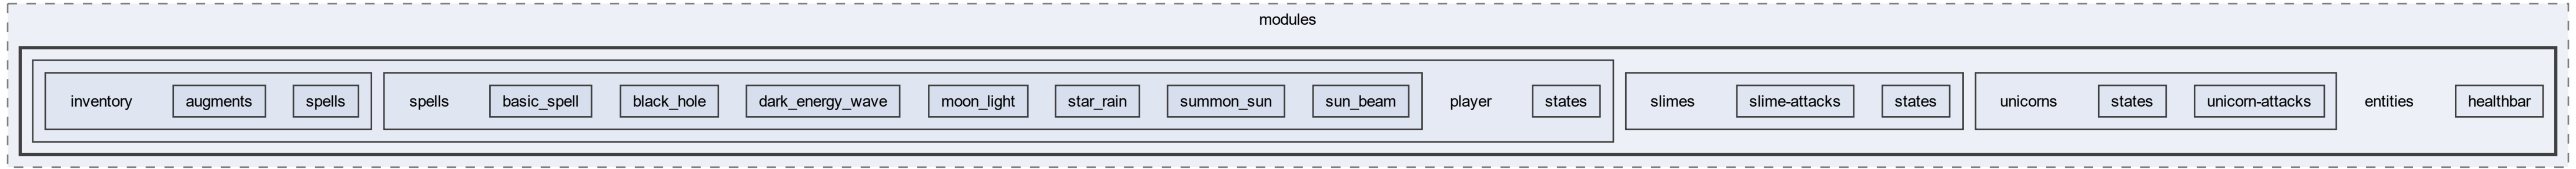 modules
inventory augments spells spells basic_spell black_hole dark_energy_wave moon_light star_rain summon_sun sun_beam player states slimes slime-attacks states unicorns states unicorn-attacks entities healthbar